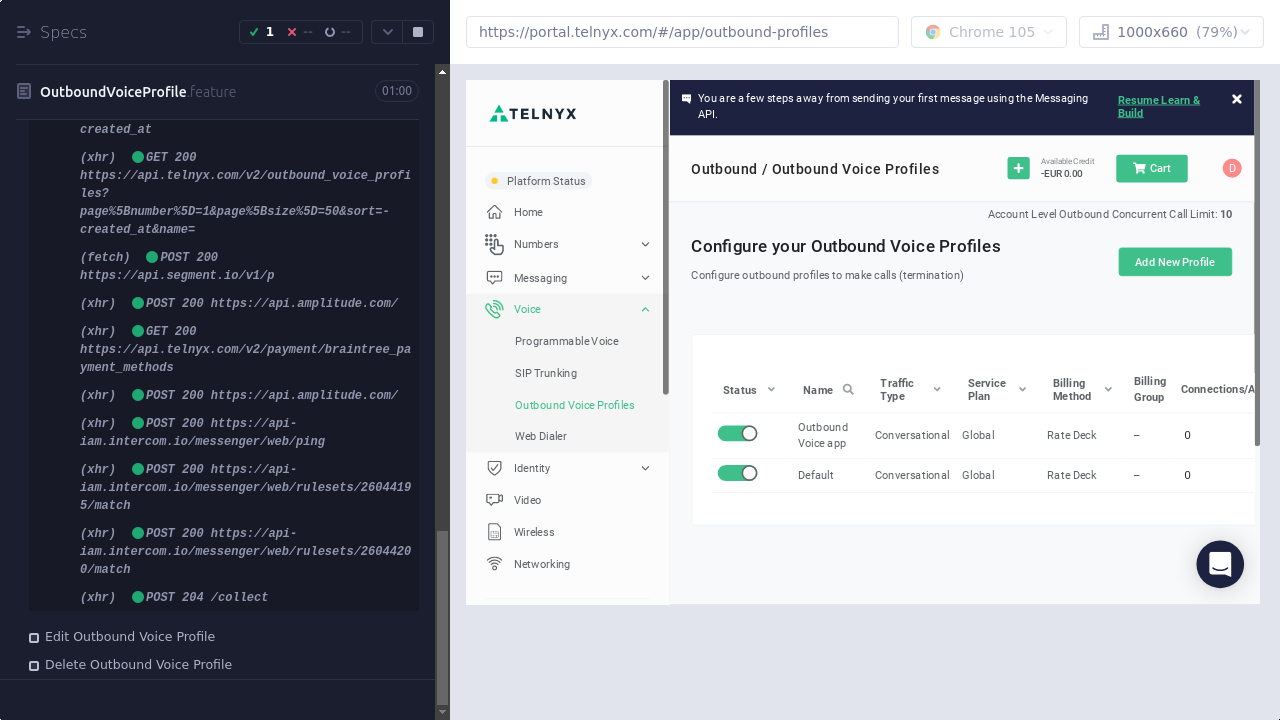 Specs
1
--
--
https://portal.telnyx.com/#/app/outbound-profiles
Chrome 105
1000x660 (79%)
OutboundVoiceProfile.feature
01:00
created_at
(xhr) GET 200
https://api.telnyx.com/v2/outbound_voice_profi
les?
page%5Bnumber%5D=1&page%5Bsize%5D=50&sort=-
created_at&name=
(fetch) POST 200
https://api.segment.io/v1/p
(xhr) POST 200 https://api.amplitude.com/
(xhr) GET 200
https://api.telnyx.com/v2/payment/braintree_pa
yment_methods
(xhr) POST 200 https://api.amplitude.com/
(xhr) POST 200 https://api-
iam.intercom.io/messenger/web/ping
(xhr) POST 200 https://api-
iam.intercom.io/messenger/web/rulesets/2604419
5/match
(xhr) POST 200 https://api-
iam.intercom.io/messenger/web/rulesets/2604420
0/match
(xhr) POST 204 /collect
Edit Outbound Voice Profile
Delete Outbound Voice Profile
TELNYX
Platform Status
Home
Numbers
Messaging
Voice
Programmable Voice
SIP Trunking
Outbound Voice Profiles
Web Dialer
Identity
Video
Wireless
Networking
You are a few steps away from sending your first message using the Messaging
API.
Resume Learn &
Build
Outbound / Outbound Voice Profiles
Available Credit
-EUR 0.00
Cart
D
Account Level Outbound Concurrent Call Limit: 10
Configure your Outbound Voice Profiles
Configure outbound profiles to make calls (termination)
Add New Profile
Status
Name
Traffic
Type
Service
Plan
Billing
Method
Billing
Group
Connections/A
Outbound
Voice app
Conversational
Global
Rate Deck
–
0
Default
Conversational
Global
Rate Deck
–
0